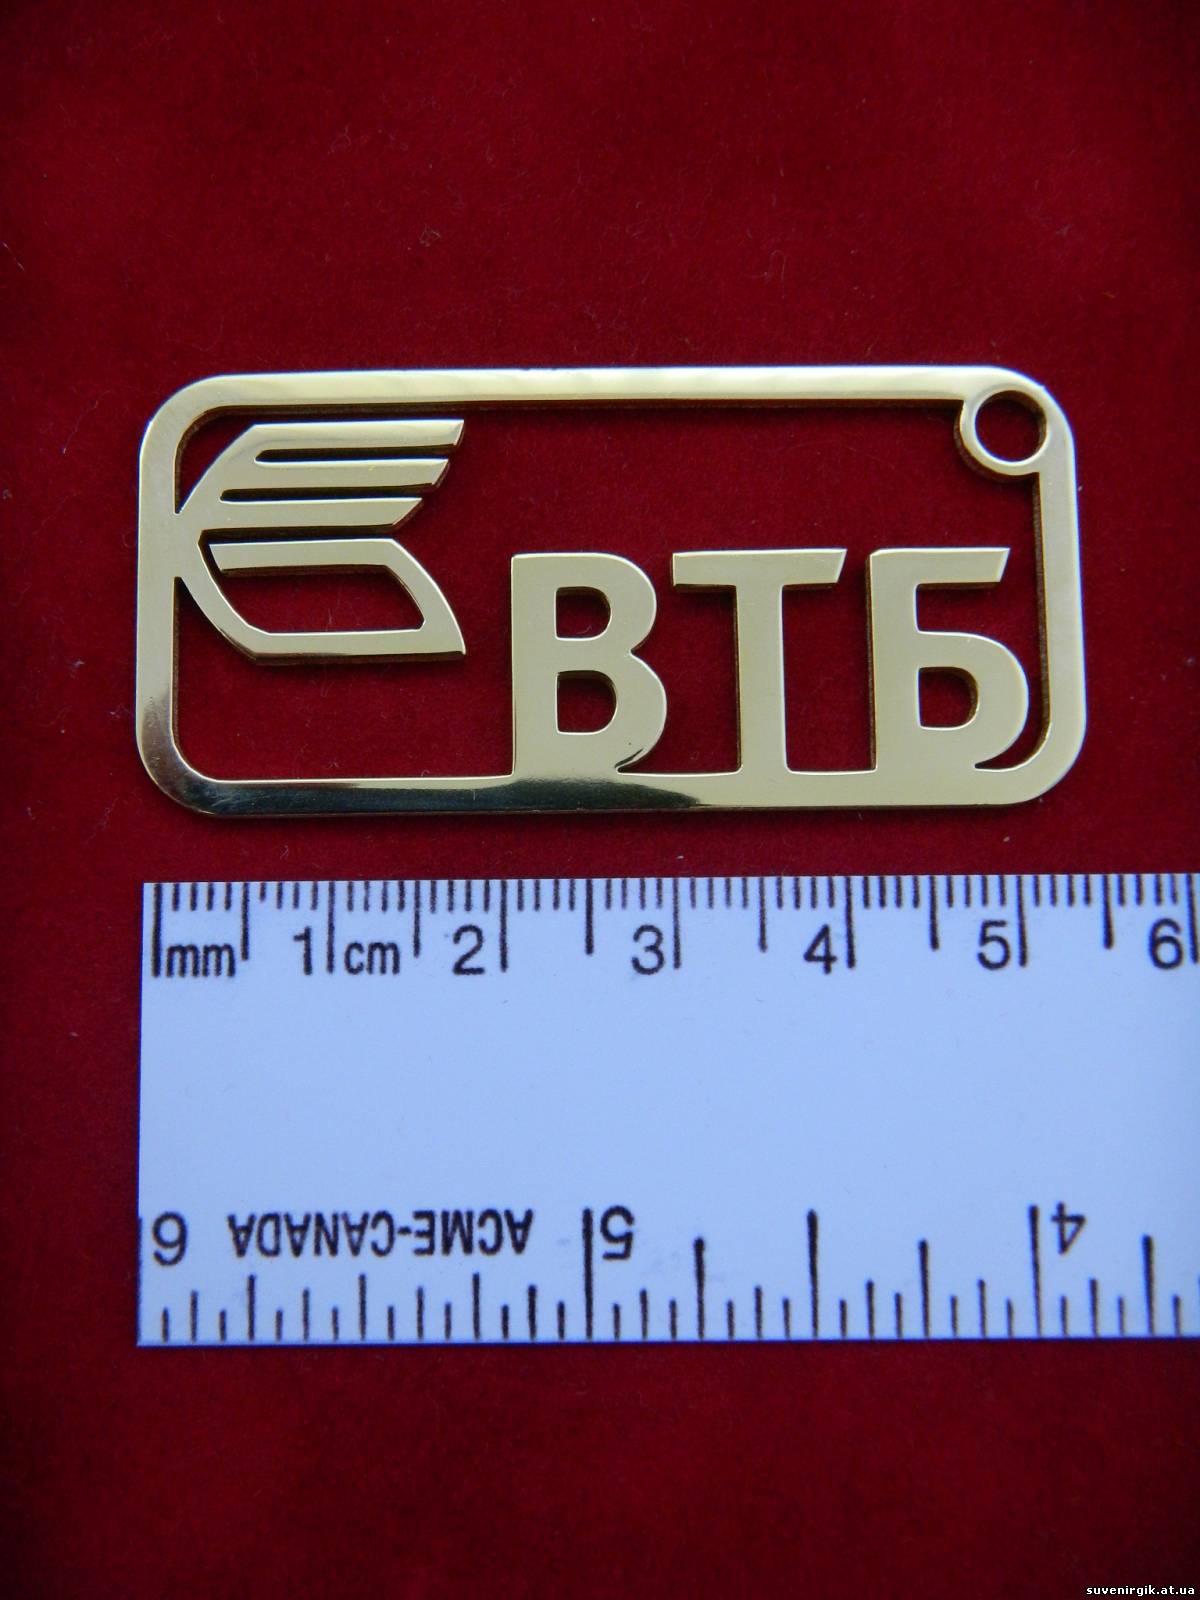 ВТБ
mm 1 cm 2 3 4 5 6
6 ACME-CANADA 5 4
suvenirgik.at.ua